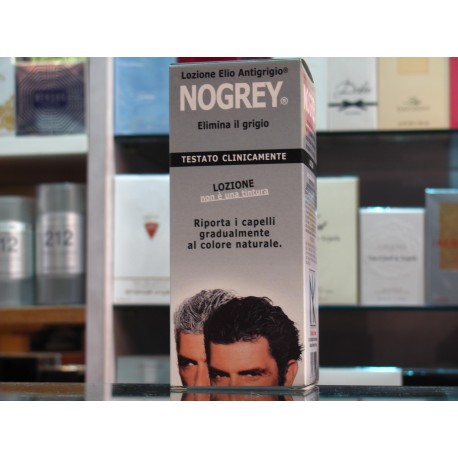 Lozione Elio Antigrigio®
NOGREY®
Elimina il grigio
TESTATO CLINICAMENTE
LOZIONE
non è una tintura
Riporta i capelli
gradualmente
al colore naturale.
212
212
Dolce